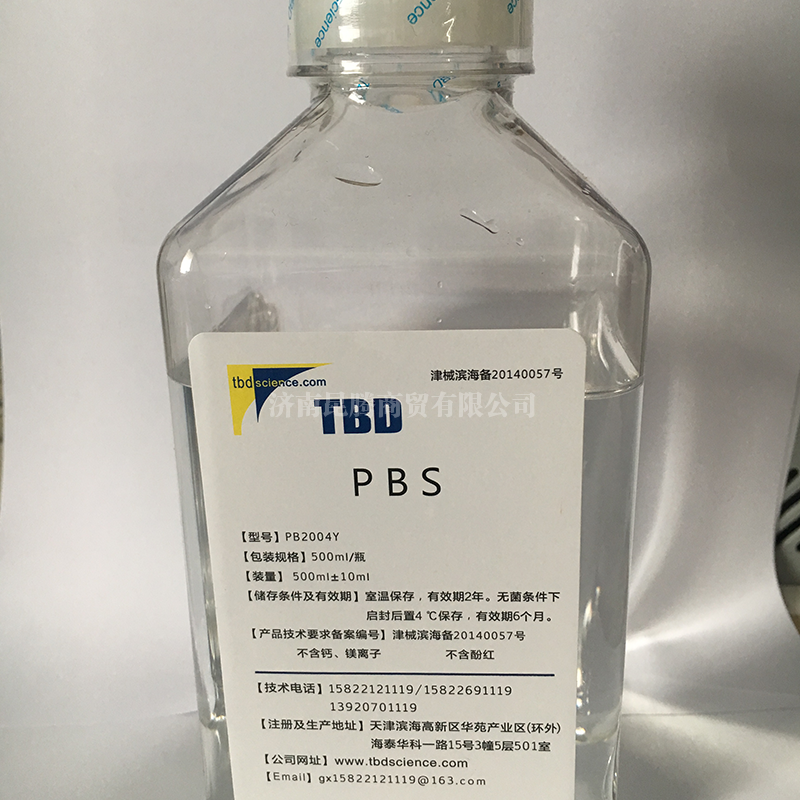 science
science
tbdscience.com
津械滨海备20140057号
济南昆腾商贸有限公司
TBD
PBS
【型号】PB2004Y
【包装规格】500ml/瓶
【装量】500ml±10ml
【储存条件及有效期】室温保存，有效期2年。无菌条件下
启封后置4℃保存，有效期6个月。
【产品技术要求备案编号】津械滨海备20140057号
不含钙、镁离子 不含酚红
【技术电话】15822121119/15822691119
13920701119
【注册及生产地址】天津滨海高新区华苑产业区(环外)
海泰华科一路15号3幢5层501室
【公司网址】www.tbdscience.com
【Email】gx15822121119@163.com